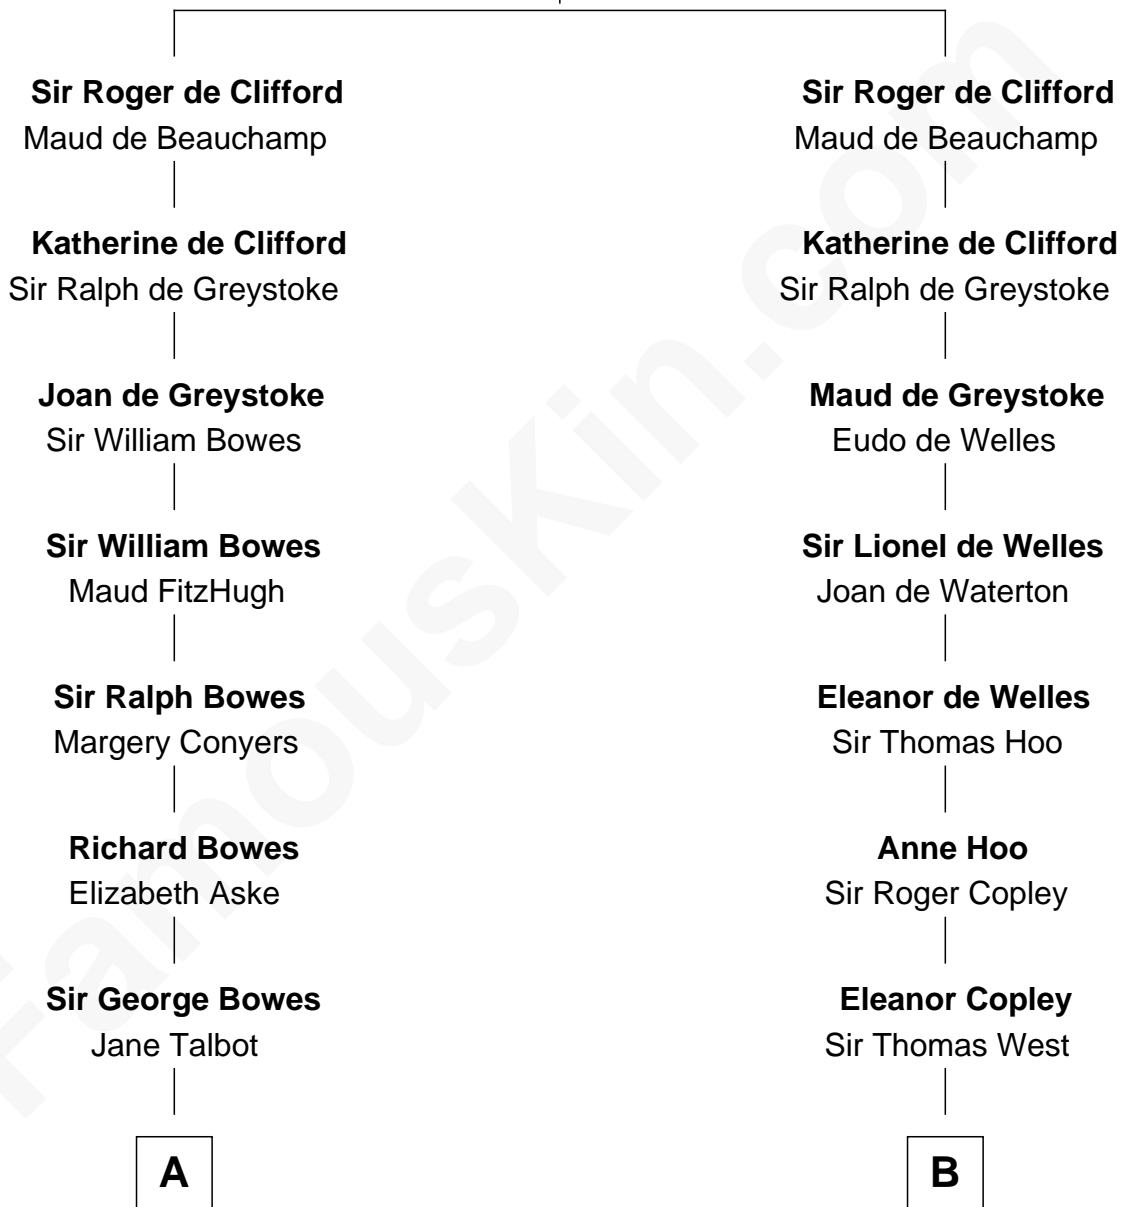 Sir Roger de Clifford
Maud de Beauchamp
Katherine de Clifford
Sir Ralph de Greystoke
Joan de Greystoke
Sir William Bowes
Sir William Bowes
Maud FitzHugh
Sir Ralph Bowes
Margery Conyers
Richard Bowes
Elizabeth Aske
Sir George Bowes
Jane Talbot
A
Sir Roger de Clifford
Maud de Beauchamp
Katherine de Clifford
Sir Ralph de Greystoke
Maud de Greystoke
Eudo de Welles
Sir Lionel de Welles
Joan de Waterton
Eleanor de Welles
Sir Thomas Hoo
Anne Hoo
Sir Roger Copley
Eleanor Copley
Sir Thomas West
B
FamousKin.com